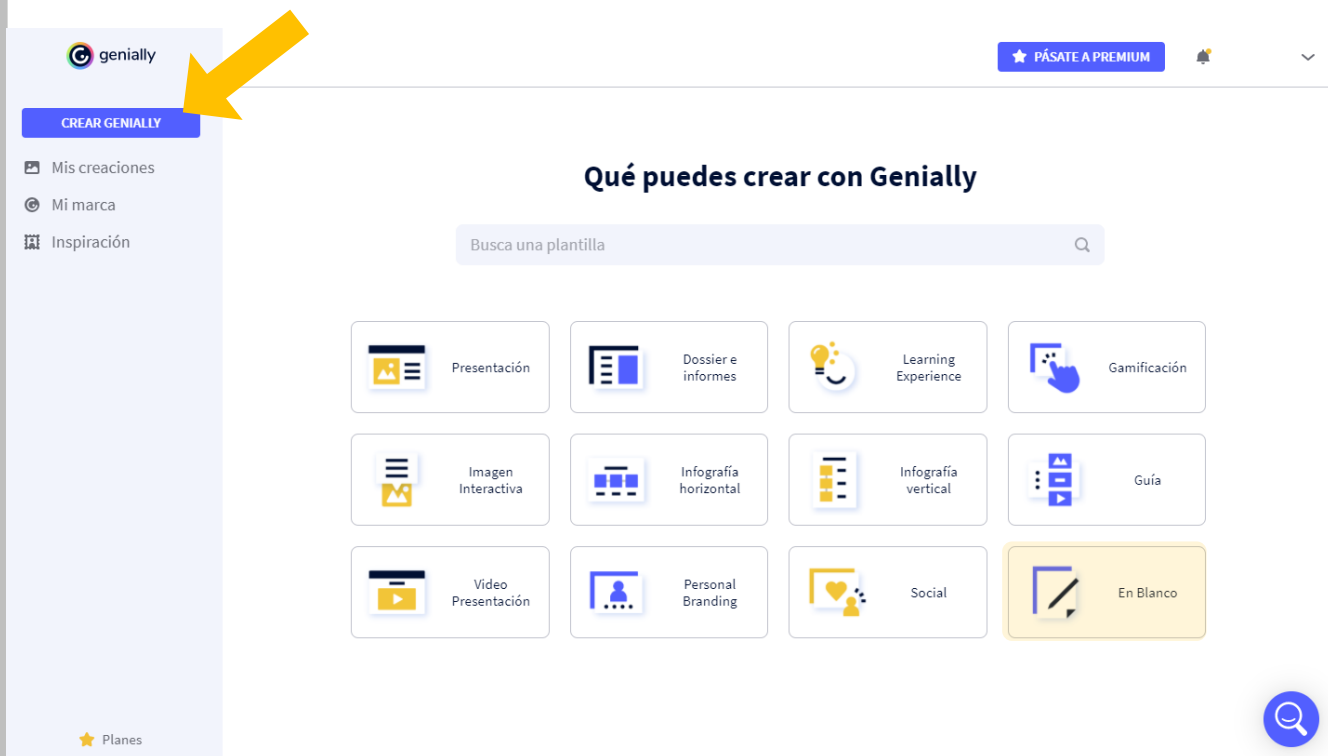 genially
PÁSATE A PREMIUM
CREAR GENIALLY
Mis creaciones
Mi marca
Inspiración
Qué puedes crear con Genially
Busca una plantilla
Presentación
Dossier e
informes
Learning
Experience
Gamificación
Imagen
Interactiva
Infografía
horizontal
Infografía
vertical
Guía
Video
Presentación
Personal
Branding
Social
En Blanco
Planes